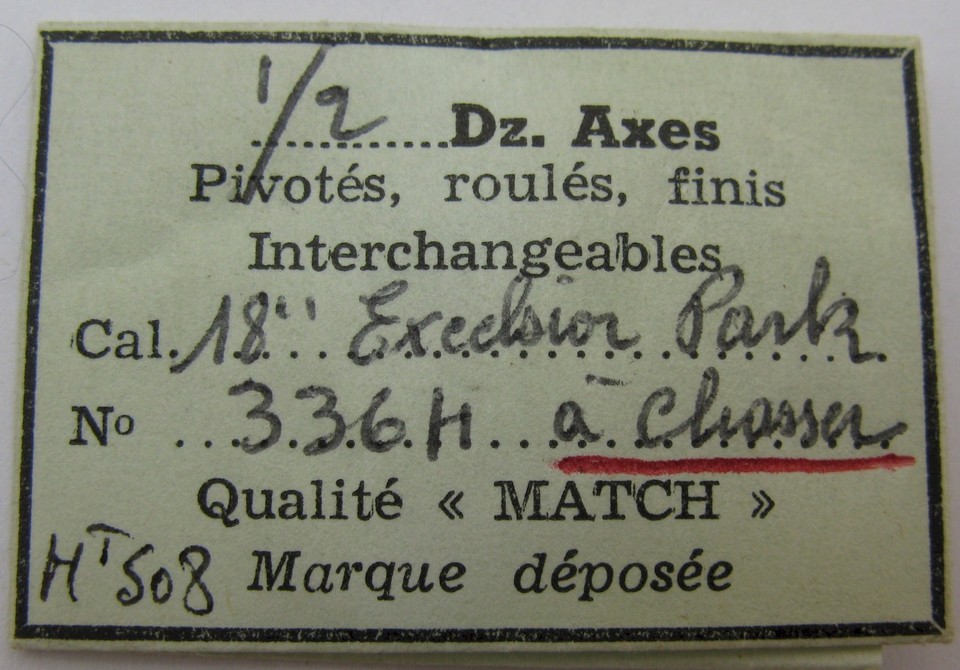 1/2 ............Dz. Axes
Pivotés, roulés, finis
Interchangeables
Cal. 18''' Excelsior Park
Nº 336H à chasser
Qualité « MATCH »
HT 508 Marque déposée